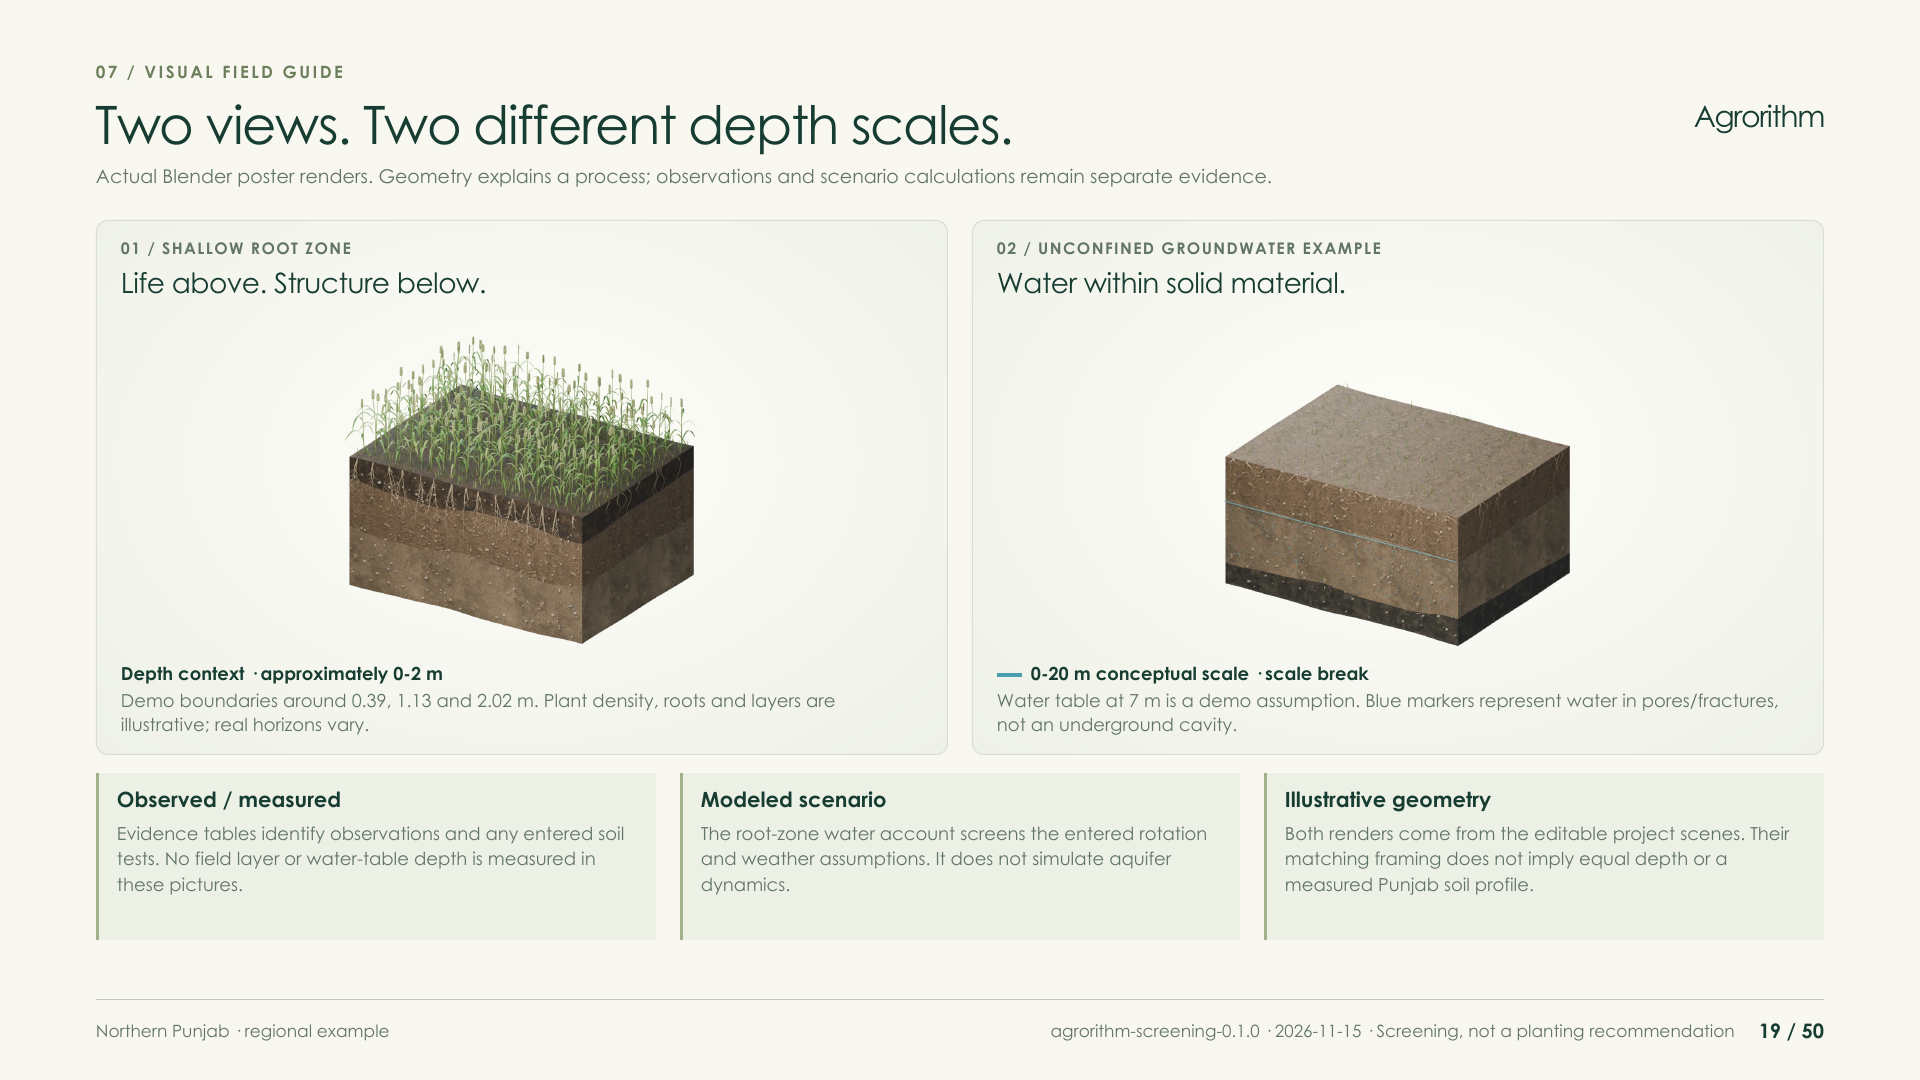 07 / VISUAL FIELD GUIDE
Two views. Two different depth scales.
Agrorithm
Actual Blender poster renders. Geometry explains a process; observations and scenario calculations remain separate evidence.
01 / SHALLOW ROOT ZONE
Life above. Structure below.
Depth context · approximately 0-2 m
Demo boundaries around 0.39, 1.13 and 2.02 m. Plant density, roots and layers are
illustrative; real horizons vary.
02 / UNCONFINED GROUNDWATER EXAMPLE
Water within solid material.
0-20 m conceptual scale · scale break
Water table at 7 m is a demo assumption. Blue markers represent water in pores/fractures,
not an underground cavity.
Observed / measured
Evidence tables identify observations and any entered soil
tests. No field layer or water-table depth is measured in
these pictures.
Modeled scenario
The root-zone water account screens the entered rotation
and weather assumptions. It does not simulate aquifer
dynamics.
Illustrative geometry
Both renders come from the editable project scenes. Their
matching framing does not imply equal depth or a
measured Punjab soil profile.
Northern Punjab · regional example
agrorithm-screening-0.1.0 · 2026-11-15 · Screening, not a planting recommendation
19 / 50